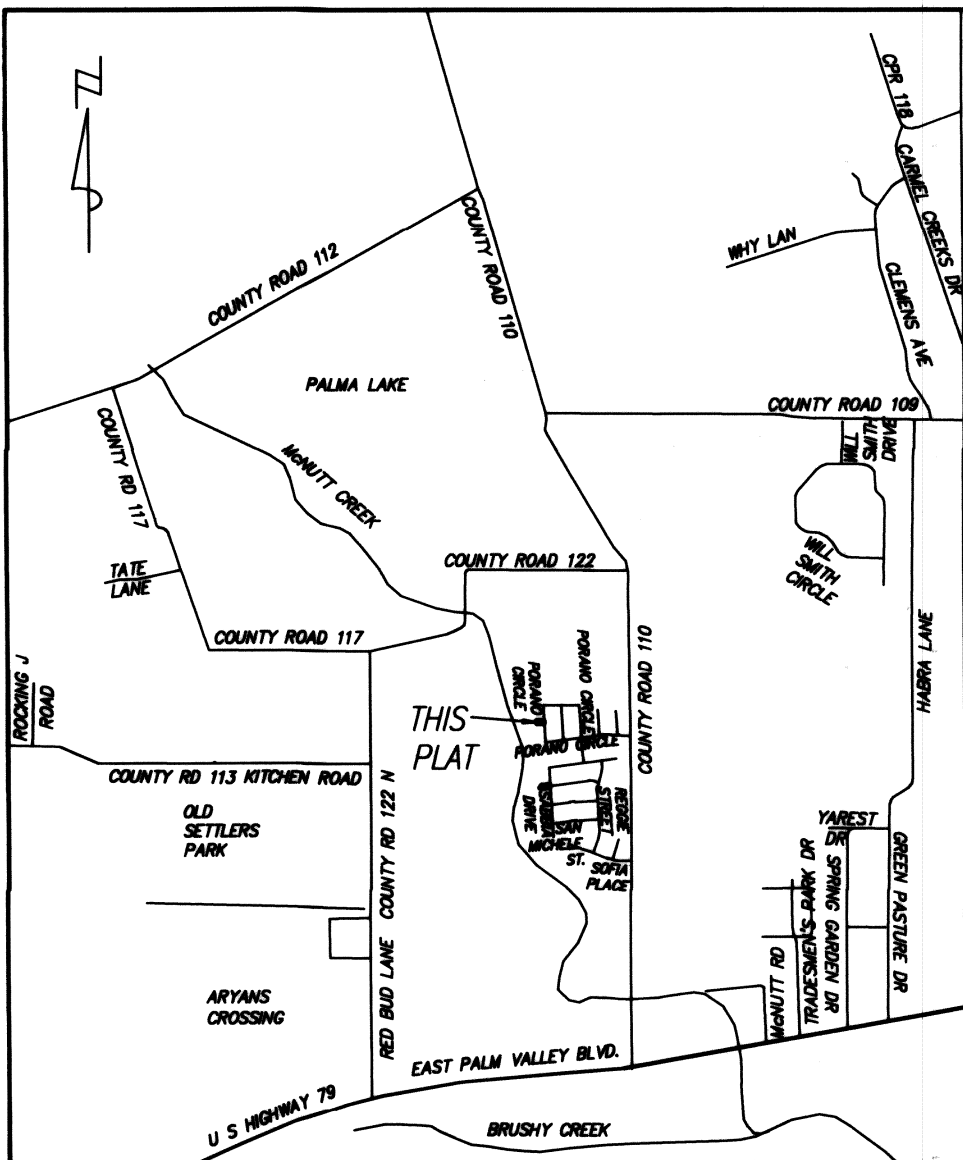 N
CPR 118
CARMEL CREEKS DR
CLEMENS AVE
WHY LAN
COUNTY ROAD 112
COUNTY ROAD 110
PALMA LAKE
COUNTY ROAD 109
WILL
SMITH
DRIVE
WILL
SMITH
CIRCLE
COUNTY RD 117
McNUTT CREEK
TATE
LANE
COUNTY ROAD 122
COUNTY ROAD 117
HABRA LANE
ROCKING J
ROAD
PORANO
CIRCLE
PORANO CIRCLE
PORANO CIRCLE
COUNTY ROAD 110
THIS
PLAT
COUNTY RD 113 KITCHEN ROAD
COUNTY RD 122 N
OLD
SETTLERS
PARK
DRIVE
REGGIE
STREET
SAN
MICHELE
ST.
SOFIA
PLACE
YAREST
DR
GREEN PASTURE DR
SPRING GARDEN DR
TRADESMEN'S PARK DR
McNUTT RD
ARYANS
CROSSING
RED BUD LANE
EAST PALM VALLEY BLVD.
U S HIGHWAY 79
BRUSHY CREEK